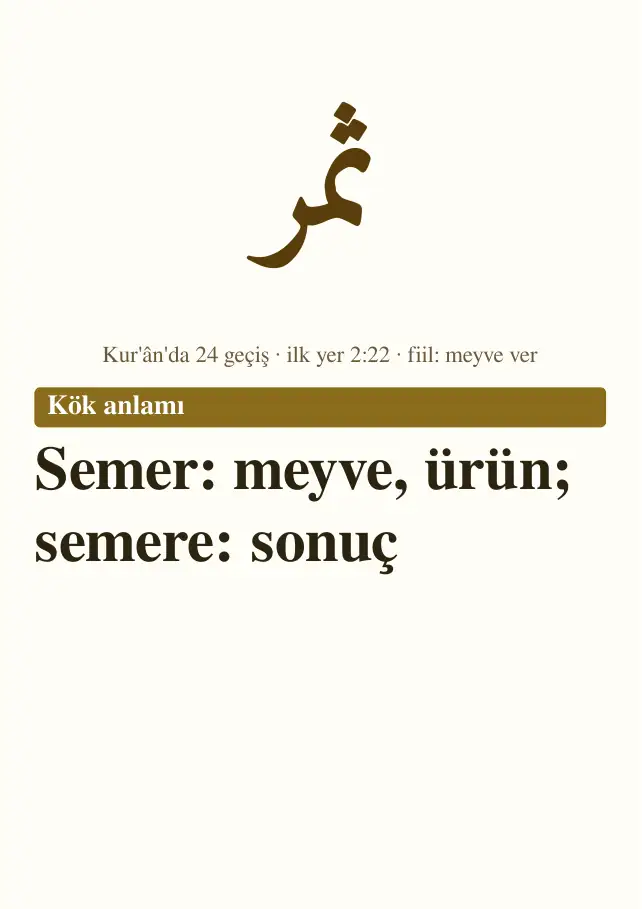 ثمر
Kur'ân'da 24 geçiş · ilk yer 2:22 · fiil: meyve ver
Kök anlamı
Semer: meyve, ürün;
semere: sonuç